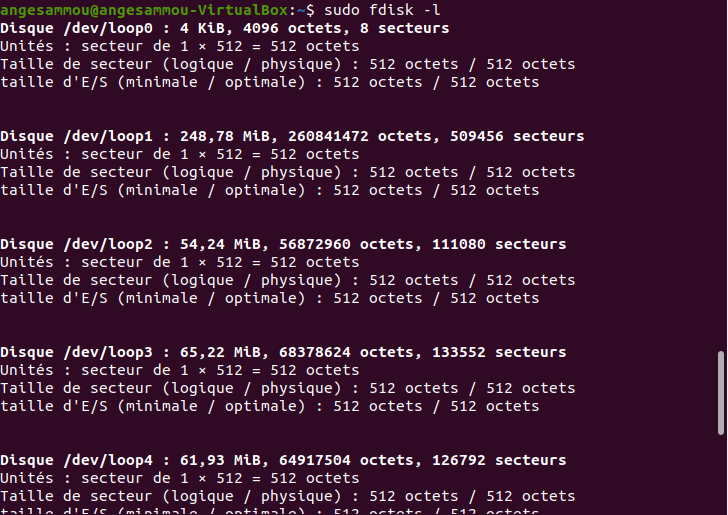 angesammou@angesammou-VirtualBox:~$ sudo fdisk -l
Disque /dev/loop0 : 4 KiB, 4096 octets, 8 secteurs
Unités : secteur de 1 × 512 = 512 octets
Taille de secteur (logique / physique) : 512 octets / 512 octets
taille d'E/S (minimale / optimale) : 512 octets / 512 octets
Disque /dev/loop1 : 248,78 MiB, 260841472 octets, 509456 secteurs
Unités : secteur de 1 × 512 = 512 octets
Taille de secteur (logique / physique) : 512 octets / 512 octets
taille d'E/S (minimale / optimale) : 512 octets / 512 octets
Disque /dev/loop2 : 54,24 MiB, 56872960 octets, 111080 secteurs
Unités : secteur de 1 × 512 = 512 octets
Taille de secteur (logique / physique) : 512 octets / 512 octets
taille d'E/S (minimale / optimale) : 512 octets / 512 octets
Disque /dev/loop3 : 65,22 MiB, 68378624 octets, 133552 secteurs
Unités : secteur de 1 × 512 = 512 octets
Taille de secteur (logique / physique) : 512 octets / 512 octets
taille d'E/S (minimale / optimale) : 512 octets / 512 octets
Disque /dev/loop4 : 61,93 MiB, 64917504 octets, 126792 secteurs
Unités : secteur de 1 × 512 = 512 octets
Taille de secteur (logique / physique) : 512 octets / 512 octets
taille d'E/S (minimale / optimale) : 512 octets / 512 octets